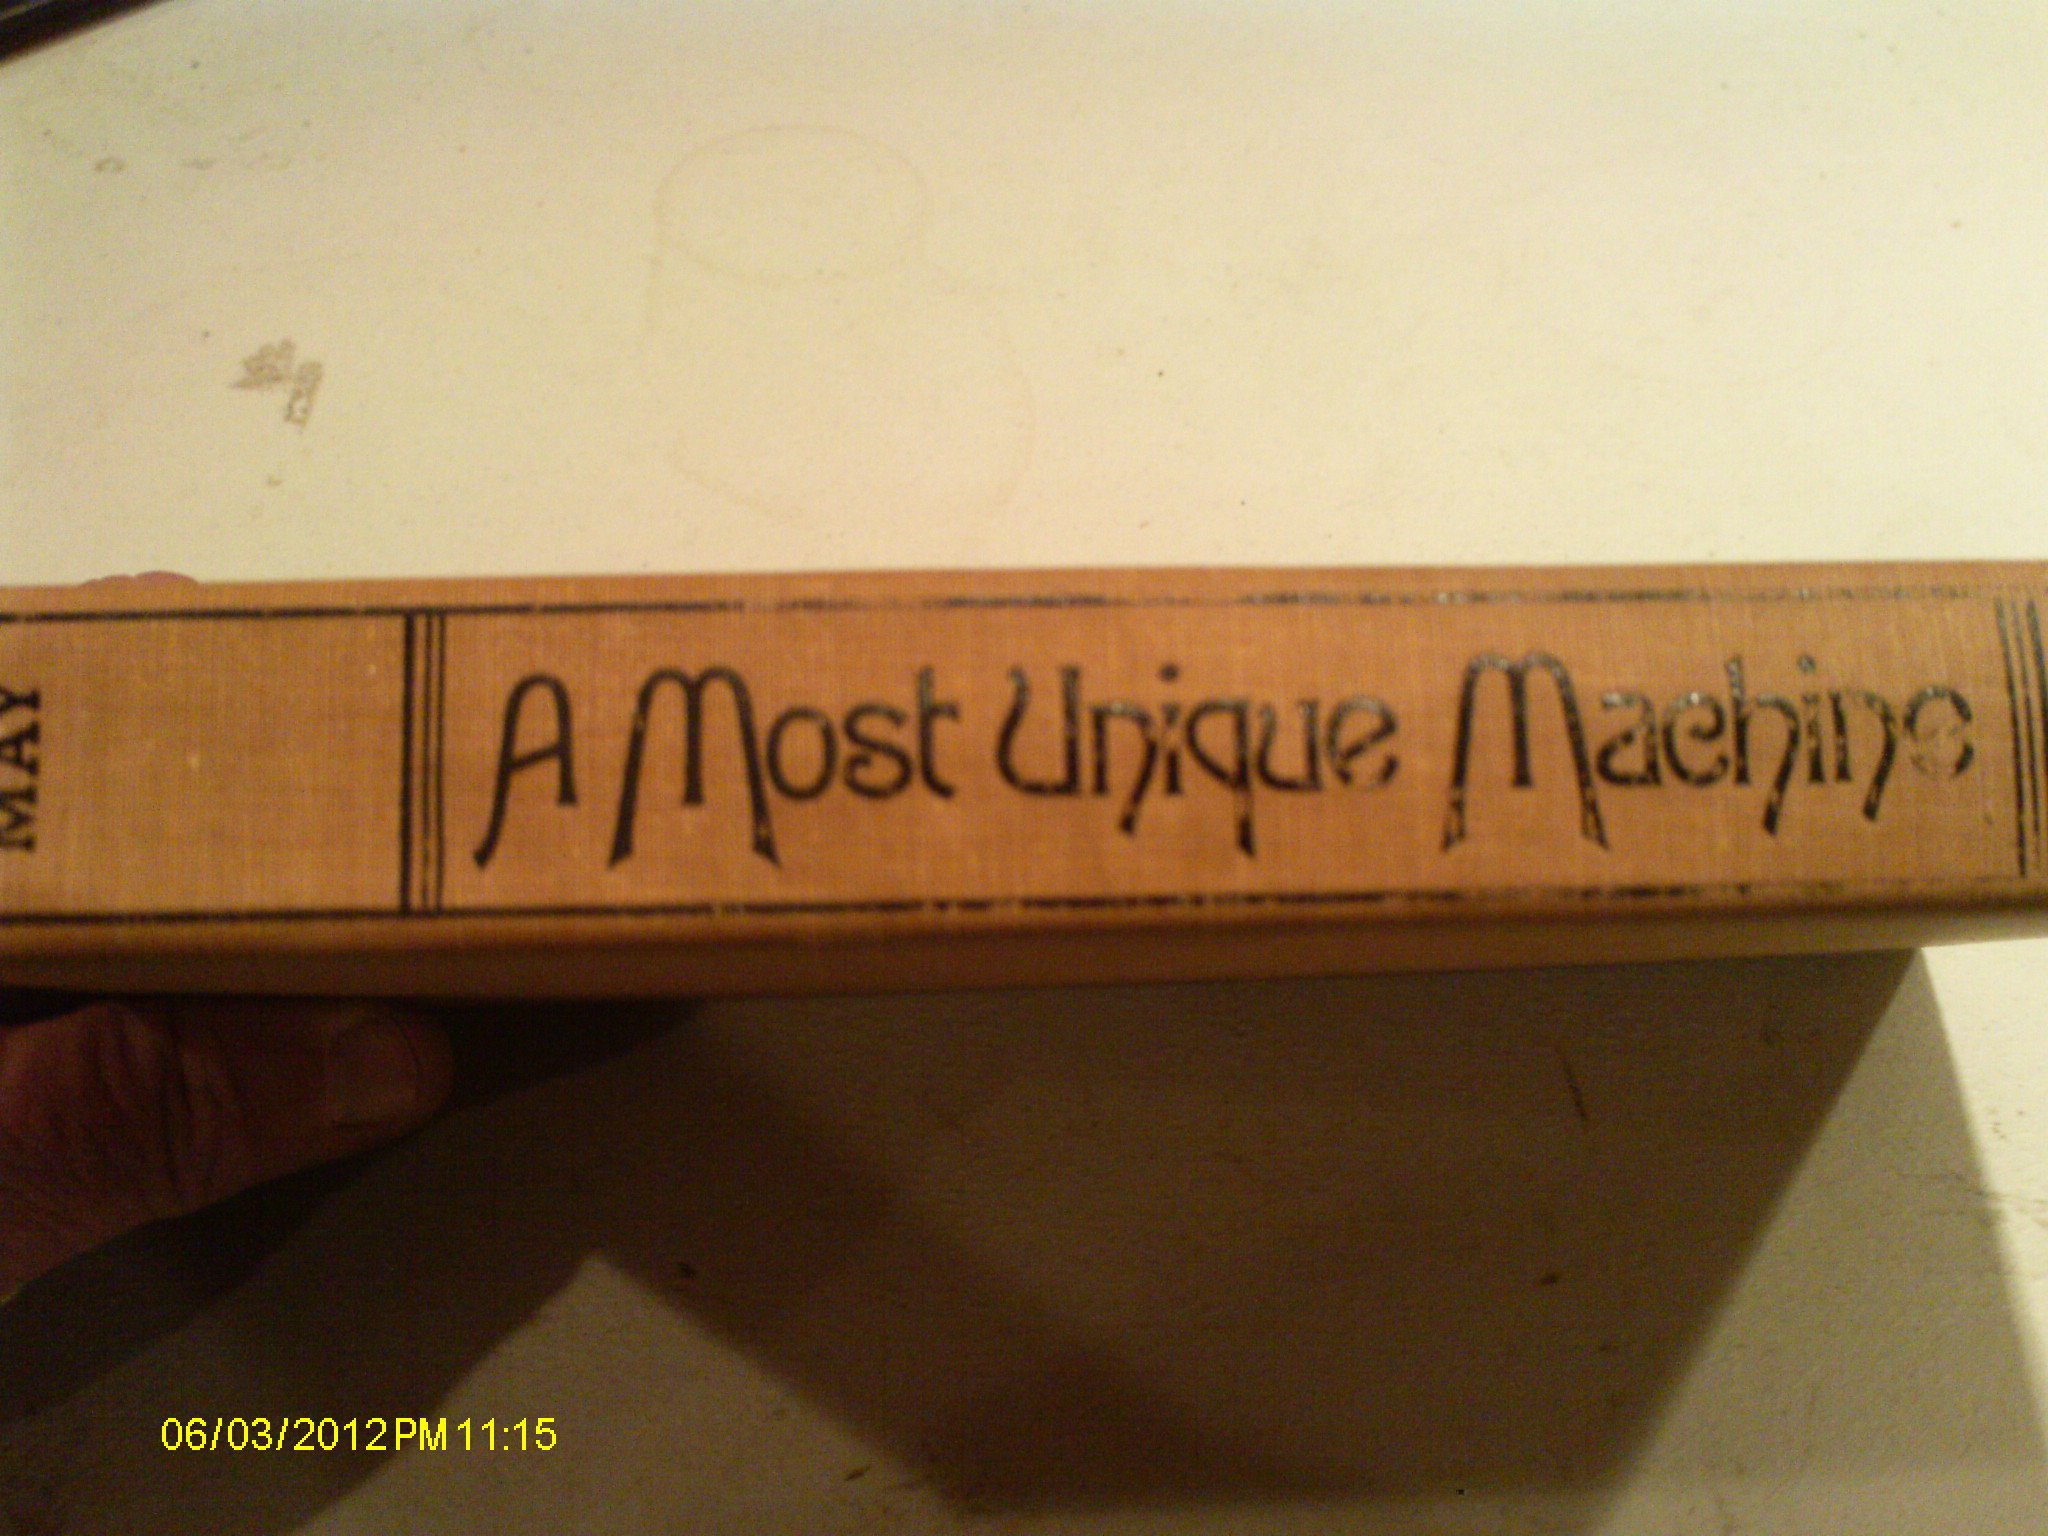 MAY
A Most Unique Machine
06/03/2012 PM 11:15